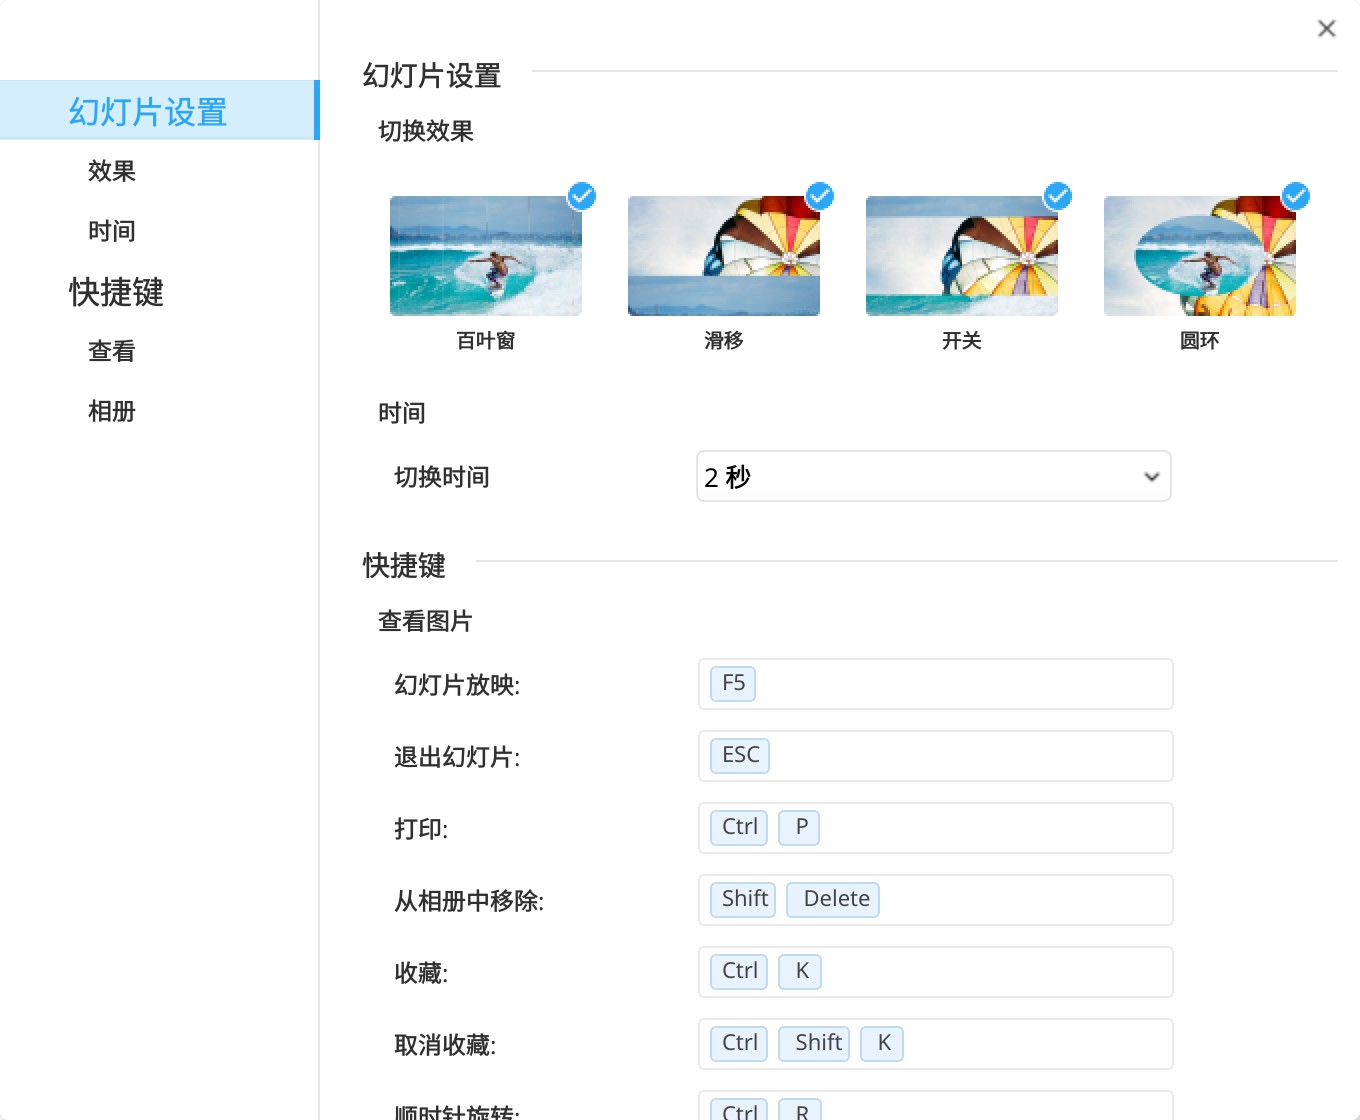 幻灯片设置
效果
时间
快捷键
查看
相册
幻灯片设置
切换效果
百叶窗 滑移 开关 圆环
时间
切换时间 2 秒
快捷键
查看图片
幻灯片放映: F5
退出幻灯片: ESC
打印: Ctrl P
从相册中移除: Shift Delete
收藏: Ctrl K
取消收藏: Ctrl Shift K
顺时针旋转: Ctrl R